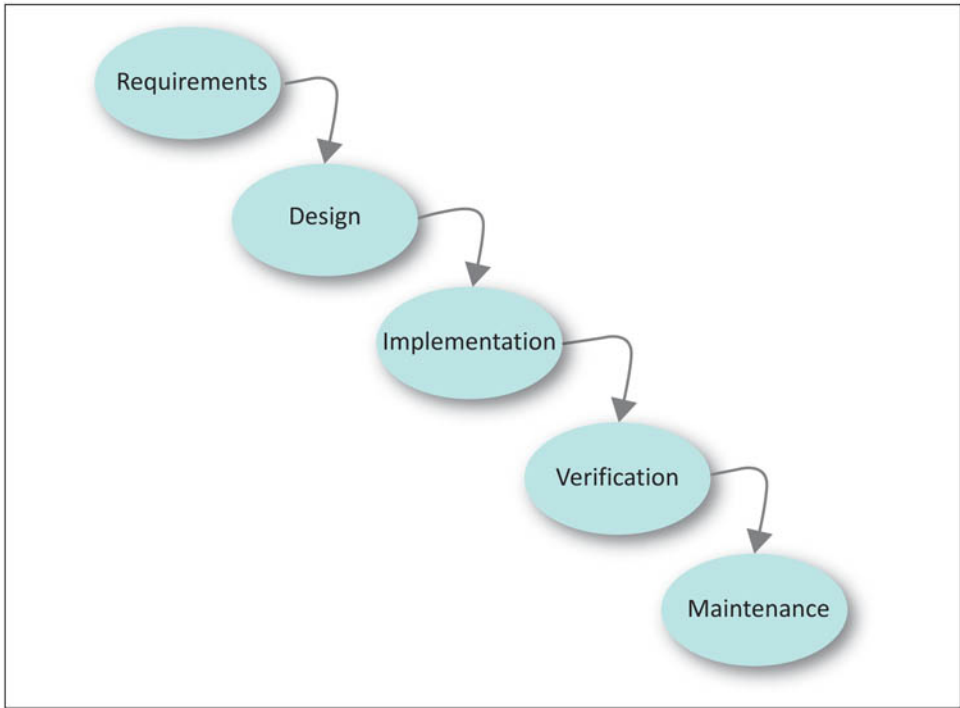 Requirements
Design
Implementation
Verification
Maintenance